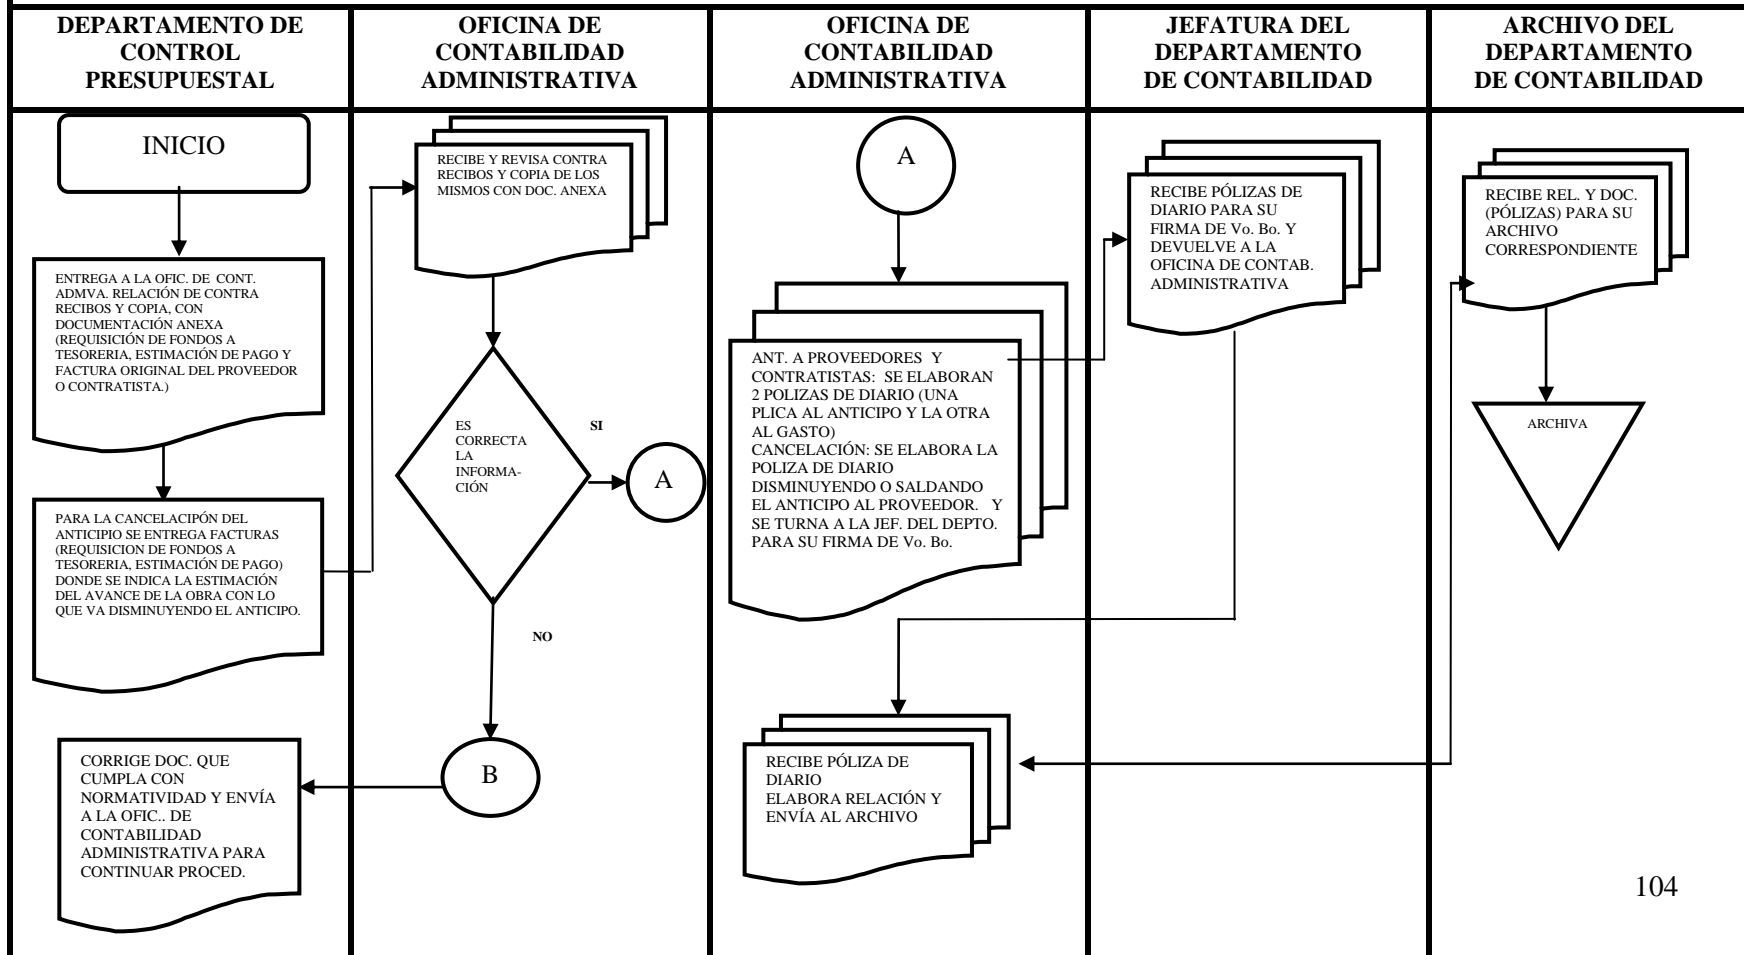 DEPARTAMENTO DE
CONTROL
PRESUPUESTAL
OFICINA DE
CONTABILIDAD
ADMINISTRATIVA
OFICINA DE
CONTABILIDAD
ADMINISTRATIVA
JEFATURA DEL
DEPARTAMENTO
DE CONTABILIDAD
ARCHIVO DEL
DEPARTAMENTO
DE CONTABILIDAD
INICIO
ENTREGA A LA OFIC. DE CONT.
ADMVA. RELACIÓN DE CONTRA
RECIBOS Y COPIA, CON
DOCUMENTACIÓN ANEXA
(REQUISICIÓN DE FONDOS A
TESORERIA, ESTIMACIÓN DE PAGO Y
FACTURA ORIGINAL DEL PROVEEDOR
O CONTRATISTA.)
PARA LA CANCELACIPÓN DEL
ANTICIPIO SE ENTREGA FACTURAS
(REQUISICION DE FONDOS A
TESORERIA, ESTIMACIÓN DE PAGO)
DONDE SE INDICA LA ESTIMACIÓN
DEL AVANCE DE LA OBRA CON LO
QUE VA DISMINUYENDO EL ANTICIPO.
CORRIGE DOC. QUE
CUMPLA CON
NORMATIVIDAD Y ENVÍA
A LA OFIC.. DE
CONTABILIDAD
ADMINISTRATIVA PARA
CONTINUAR PROCED.
RECIBE Y REVISA CONTRA
RECIBOS Y COPIA DE LOS
MISMOS CON DOC. ANEXA
ES
CORRECTA
LA
INFORMA-
CIÓN
SI
A
NO
B
A
ANT. A PROVEEDORES Y
CONTRATISTAS: SE ELABORAN
2 POLIZAS DE DIARIO (UNA
PLICA AL ANTICIPO Y LA OTRA
AL GASTO)
CANCELACIÓN: SE ELABORA LA
POLIZA DE DIARIO
DISMINUYENDO O SALDANDO
EL ANTICIPO AL PROVEEDOR. Y
SE TURNA A LA JEF. DEL DEPTO.
PARA SU FIRMA DE Vo. Bo.
RECIBE PÓLIZA DE
DIARIO
ELABORA RELACIÓN Y
ENVÍA AL ARCHIVO
RECIBE PÓLIZAS DE
DIARIO PARA SU
FIRMA DE Vo. Bo. Y
DEVUELVE A LA
OFICINA DE CONTAB.
ADMINISTRATIVA
RECIBE REL. Y DOC.
(PÓLIZAS) PARA SU
ARCHIVO
CORRESPONDIENTE
ARCHIVA
104